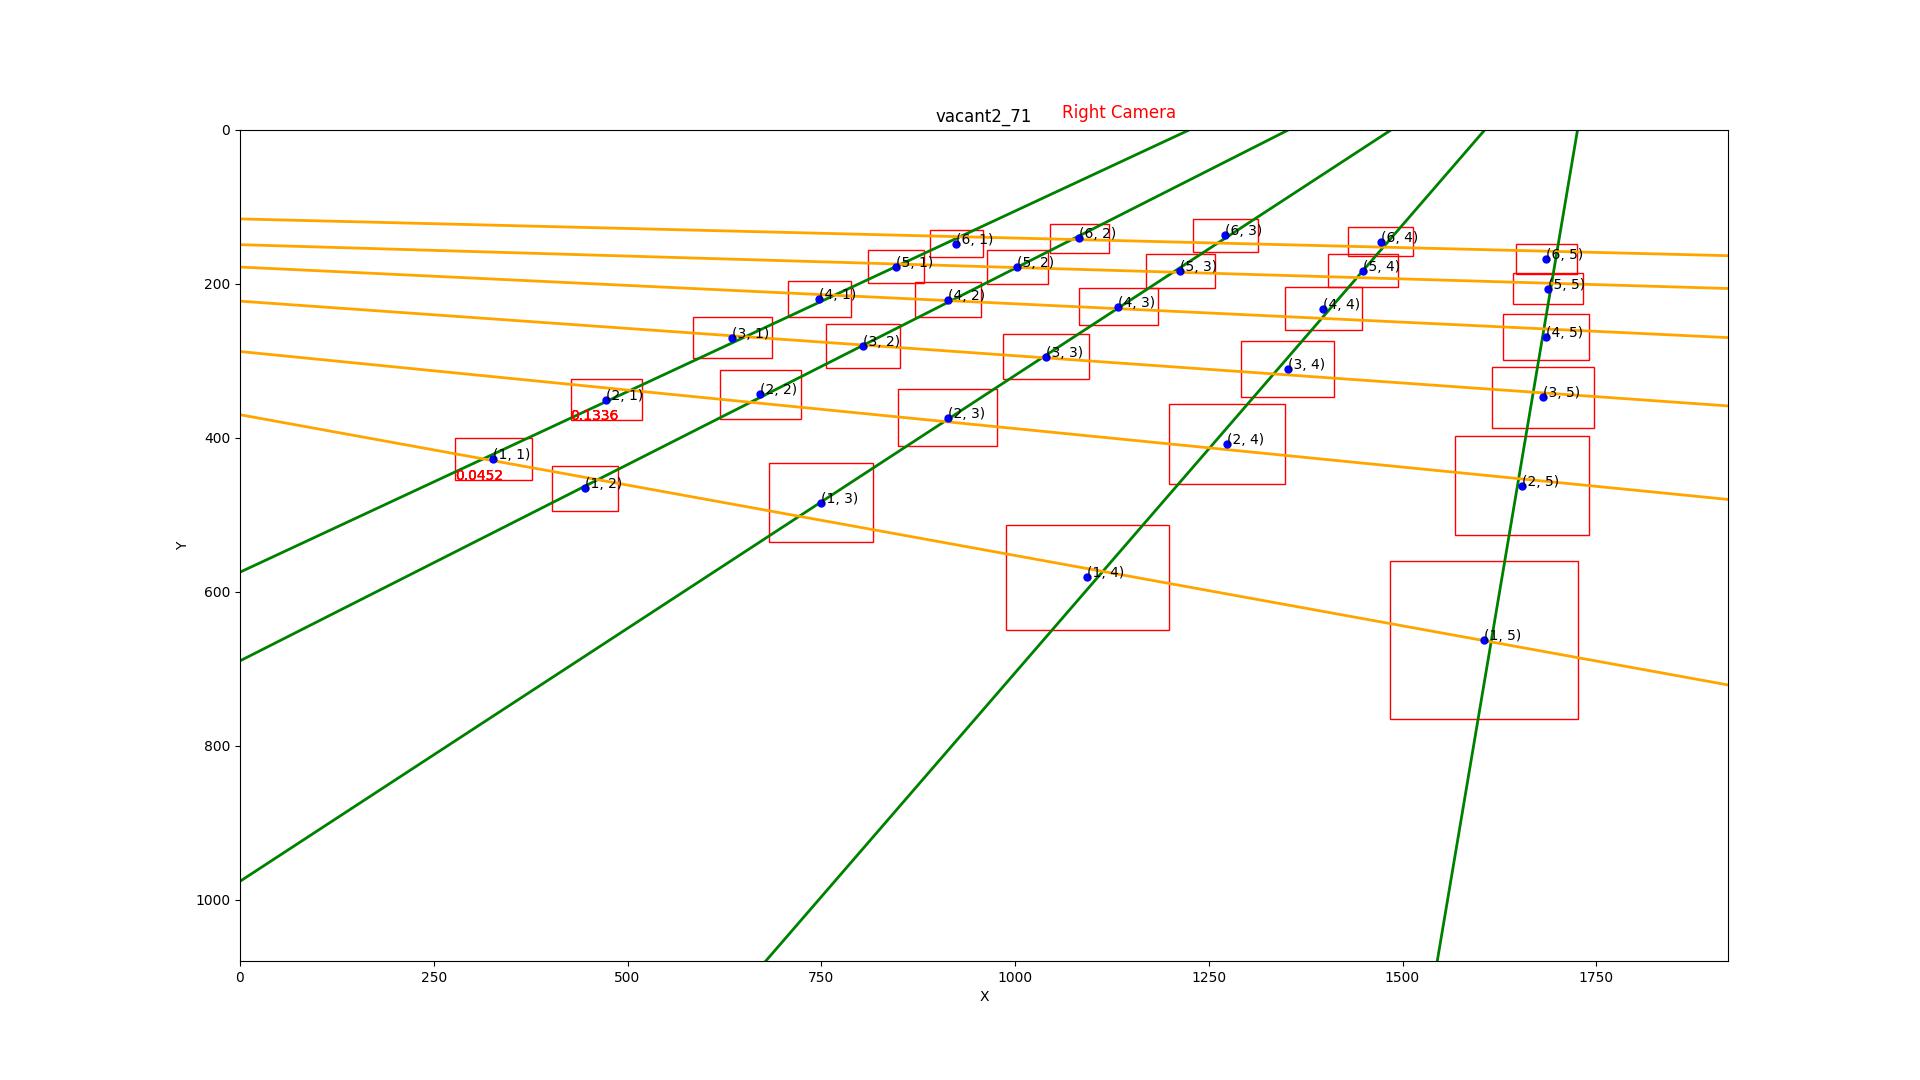 vacant2_71 Right Camera
0
(6, 1) (6, 2) (6, 3) (6, 4) (6, 5)
(5, 1) (5, 2) (5, 3) (5, 4) (5, 5)
200
(4, 1) (4, 2) (4, 3) (4, 4) (4, 5)
(3, 1) (3, 2) (3, 3) (3, 4) (3, 5)
(2, 1) (2, 2) (2, 3) (2, 4) (2, 5)
0.1336
400
(1, 1) (1, 2) (1, 3) (1, 4) (1, 5)
0.0452
Y
600
800
1000
0 250 500 750 1000 1250 1500 1750
X